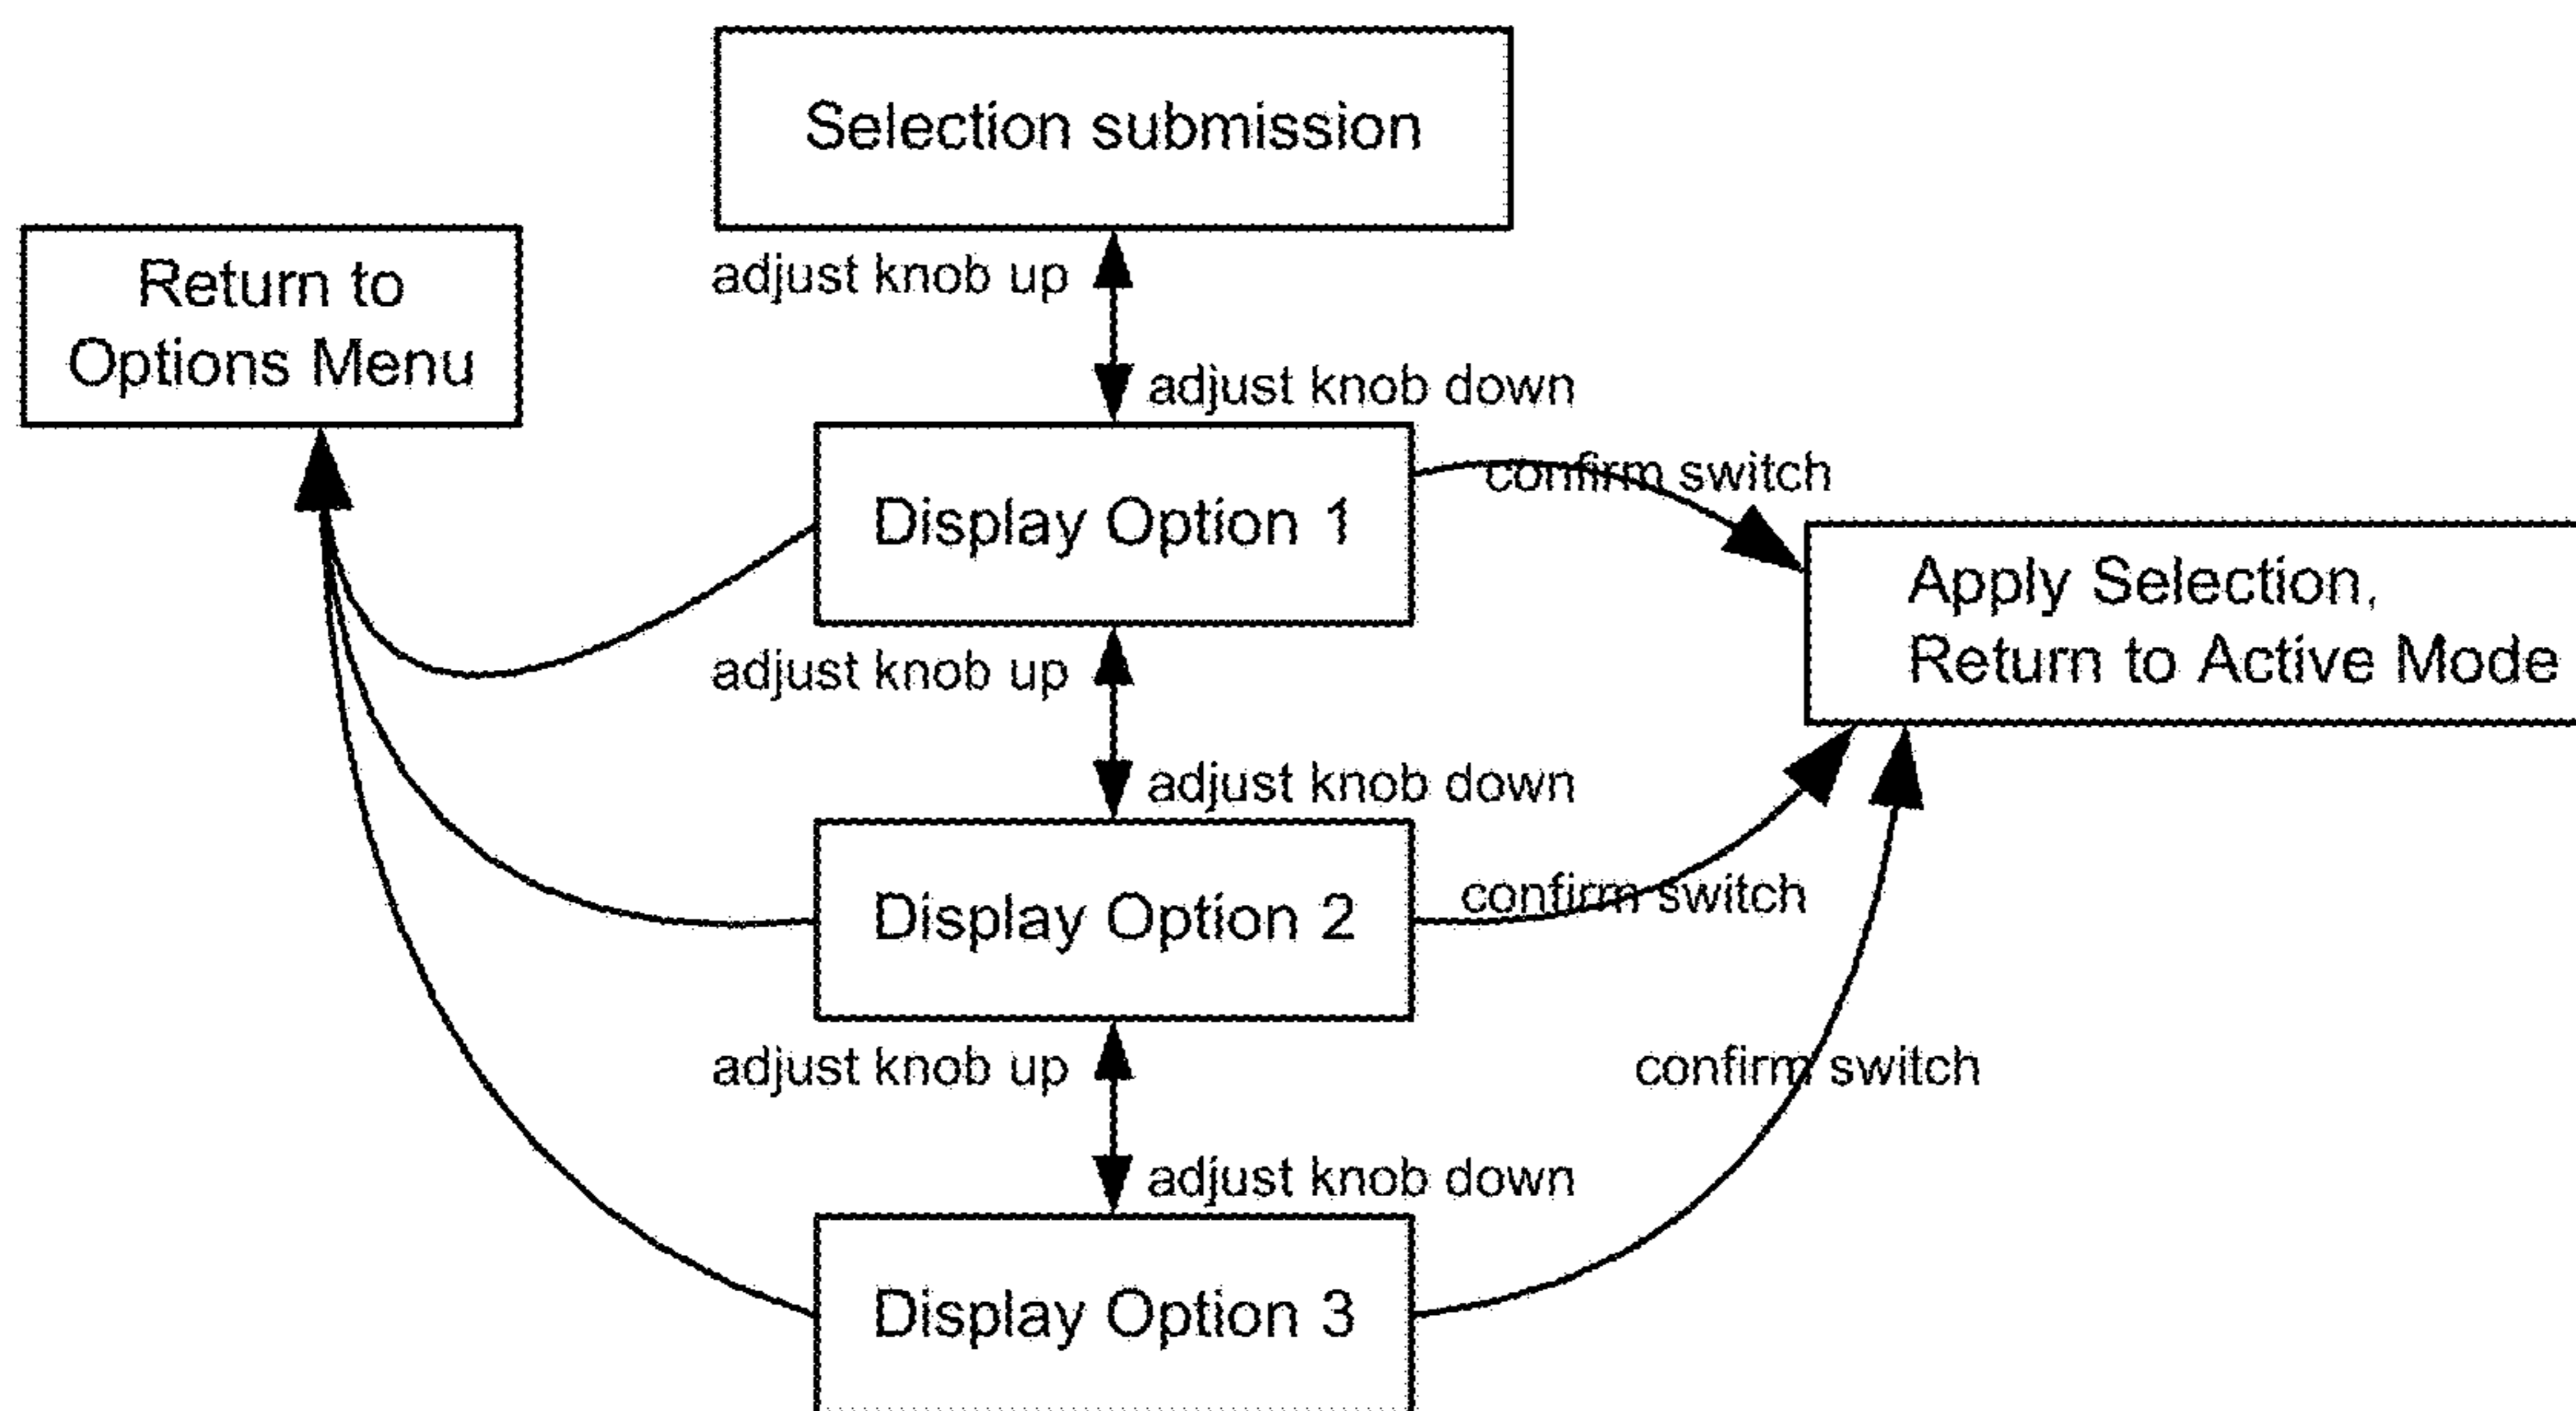 Selection submission
Return to
Options Menu
adjust knob up
adjust knob down
Display Option 1
confirm switch
Apply Selection,
Return to Active Mode
adjust knob up
adjust knob down
Display Option 2
confirm switch
adjust knob up
confirm switch
adjust knob down
Display Option 3